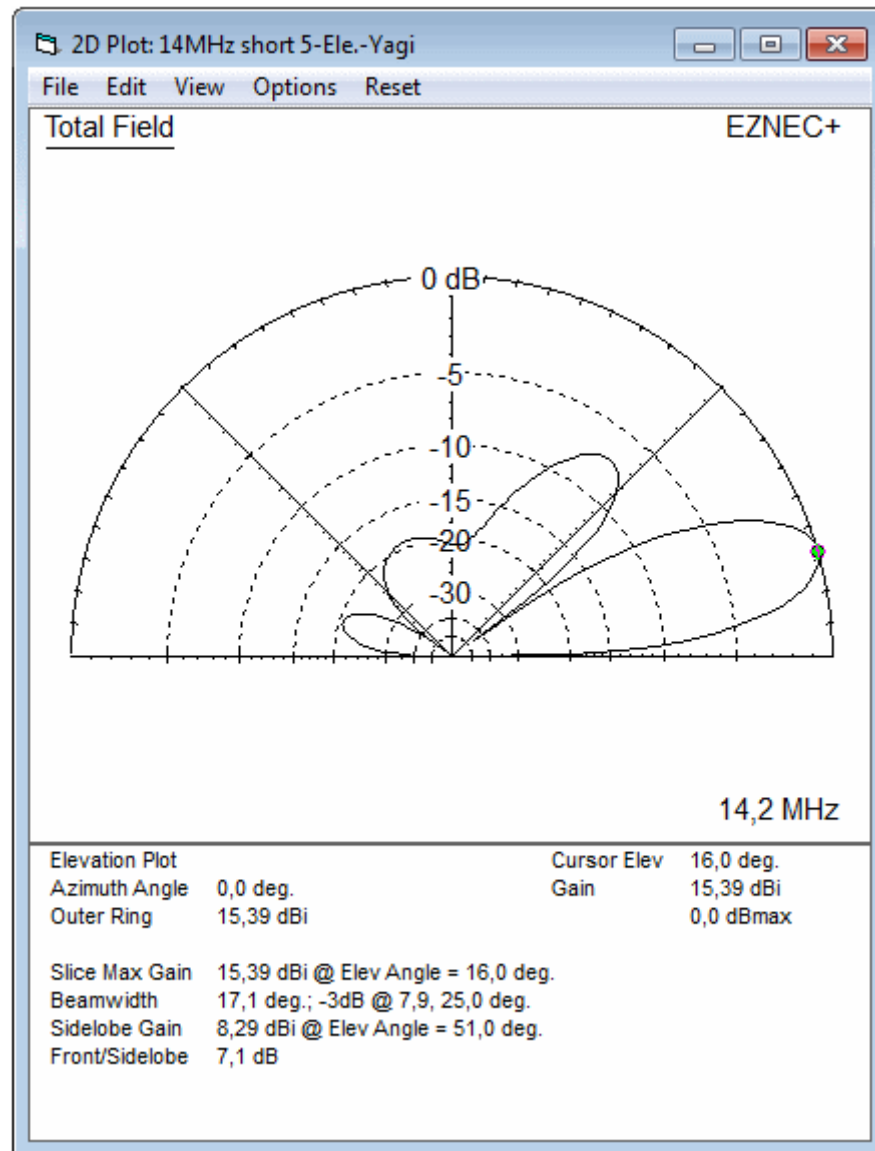 2D Plot: 14MHz short 5-Ele.-Yagi
File Edit View Options Reset
Total Field EZNEC+
0 dB
-5
-10
-15
-20
-30
14,2 MHz
Elevation Plot Cursor Elev 16,0 deg.
Azimuth Angle 0,0 deg. Gain 15,39 dBi
Outer Ring 15,39 dBi 0,0 dBmax
Slice Max Gain 15,39 dBi @ Elev Angle = 16,0 deg.
Beamwidth 17,1 deg.; -3dB @ 7,9, 25,0 deg.
Sidelobe Gain 8,29 dBi @ Elev Angle = 51,0 deg.
Front/Sidelobe 7,1 dB